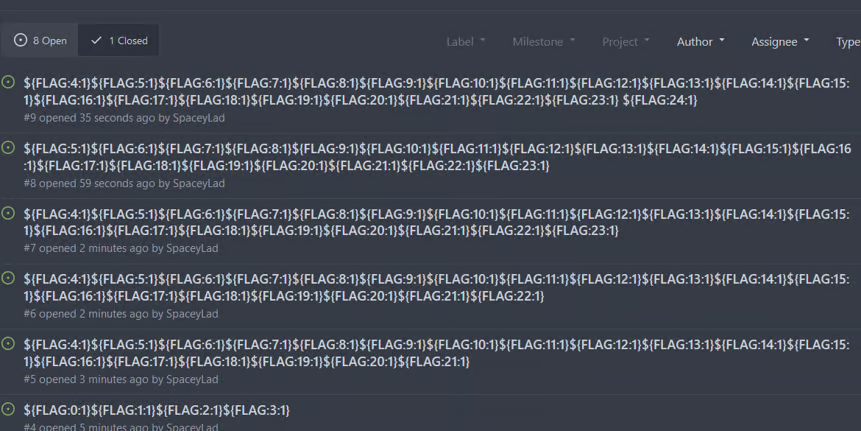 8 Open
1 Closed
Label
Milestone
Project
Author
Assignee
Type
${FLAG:4:1}${FLAG:5:1}${FLAG:6:1}${FLAG:7:1}${FLAG:8:1}${FLAG:9:1}${FLAG:10:1}${FLAG:11:1}${FLAG:12:1}${FLAG:13:1}${FLAG:14:1}${FLAG:15:
1}${FLAG:16:1}${FLAG:17:1}${FLAG:18:1}${FLAG:19:1}${FLAG:20:1}${FLAG:21:1}${FLAG:22:1}${FLAG:23:1} ${FLAG:24:1}
#9 opened 35 seconds ago by SpaceyLad
${FLAG:5:1}${FLAG:6:1}${FLAG:7:1}${FLAG:8:1}${FLAG:9:1}${FLAG:10:1}${FLAG:11:1}${FLAG:12:1}${FLAG:13:1}${FLAG:14:1}${FLAG:15:1}${FLAG:16
:1}${FLAG:17:1}${FLAG:18:1}${FLAG:19:1}${FLAG:20:1}${FLAG:21:1}${FLAG:22:1}${FLAG:23:1}
#8 opened 59 seconds ago by SpaceyLad
${FLAG:4:1}${FLAG:5:1}${FLAG:6:1}${FLAG:7:1}${FLAG:8:1}${FLAG:9:1}${FLAG:10:1}${FLAG:11:1}${FLAG:12:1}${FLAG:13:1}${FLAG:14:1}${FLAG:15:
1}${FLAG:16:1}${FLAG:17:1}${FLAG:18:1}${FLAG:19:1}${FLAG:20:1}${FLAG:21:1}${FLAG:22:1}${FLAG:23:1}
#7 opened 2 minutes ago by SpaceyLad
${FLAG:4:1}${FLAG:5:1}${FLAG:6:1}${FLAG:7:1}${FLAG:8:1}${FLAG:9:1}${FLAG:10:1}${FLAG:11:1}${FLAG:12:1}${FLAG:13:1}${FLAG:14:1}${FLAG:15:
1}${FLAG:16:1}${FLAG:17:1}${FLAG:18:1}${FLAG:19:1}${FLAG:20:1}${FLAG:21:1}${FLAG:22:1}
#6 opened 2 minutes ago by SpaceyLad
${FLAG:4:1}${FLAG:5:1}${FLAG:6:1}${FLAG:7:1}${FLAG:8:1}${FLAG:9:1}${FLAG:10:1}${FLAG:11:1}${FLAG:12:1}${FLAG:13:1}${FLAG:14:1}${FLAG:15:
1}${FLAG:16:1}${FLAG:17:1}${FLAG:18:1}${FLAG:19:1}${FLAG:20:1}${FLAG:21:1}
#5 opened 3 minutes ago by SpaceyLad
${FLAG:0:1}${FLAG:1:1}${FLAG:2:1}${FLAG:3:1}
#4 opened 5 minutes ago by SpaceyLad